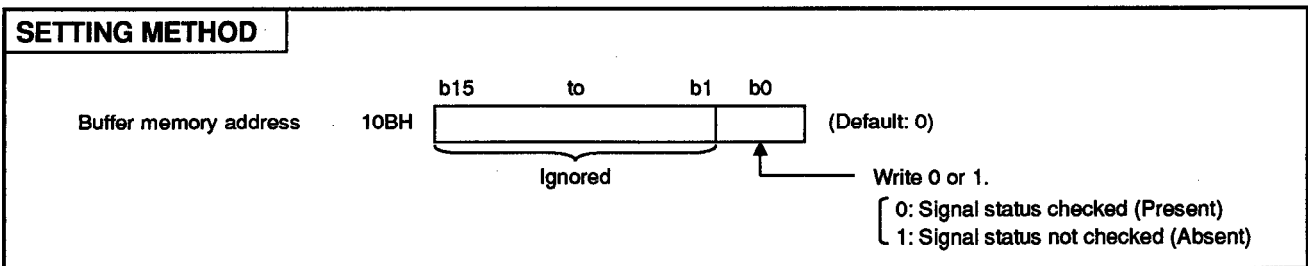 SETTING METHOD
b15 to b1 b0
Buffer memory address 10BH (Default: 0)
Ignored
Write 0 or 1.
0: Signal status checked (Present)
1: Signal status not checked (Absent)